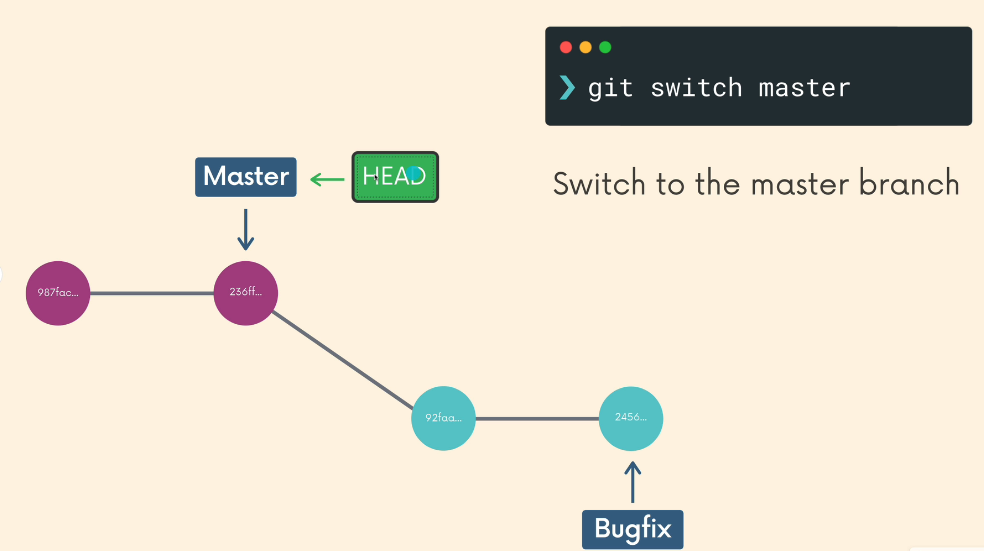 ❯ git switch master
Switch to the master branch
Master
HEAD
987fac...
236ff...
92faa...
2456...
Bugfix